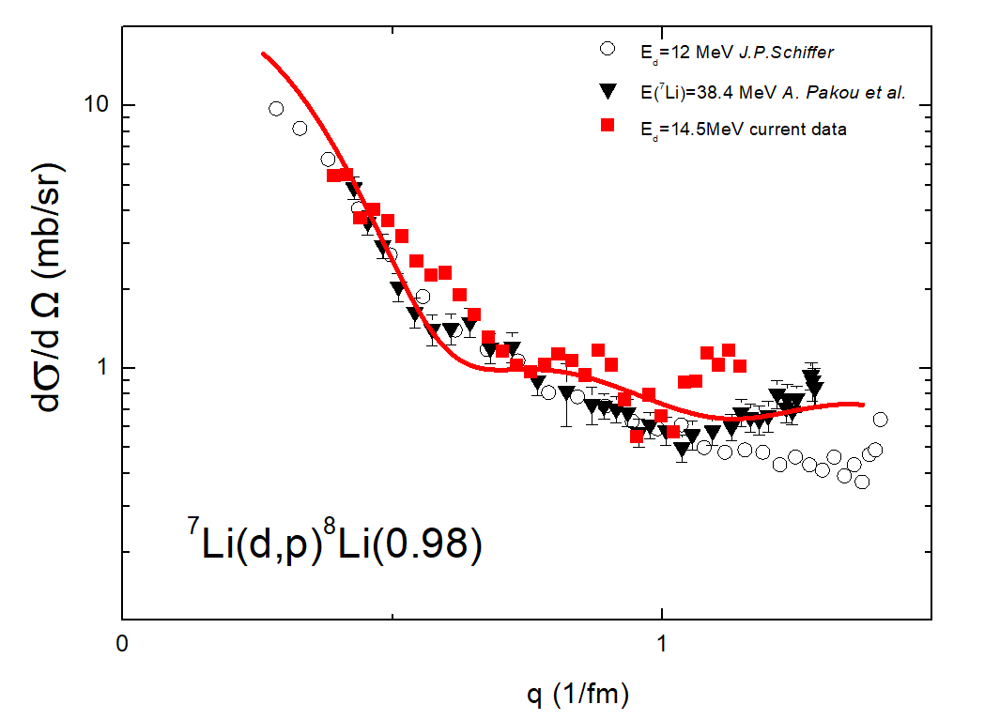 E_d=12 MeV J.P.Schiffer
E(⁷Li)=38.4 MeV A. Pakou et al.
E_d=14.5MeV current data
10
1
dσ/d Ω (mb/sr)
⁷Li(d,p)⁸Li(0.98)
0
1
q (1/fm)